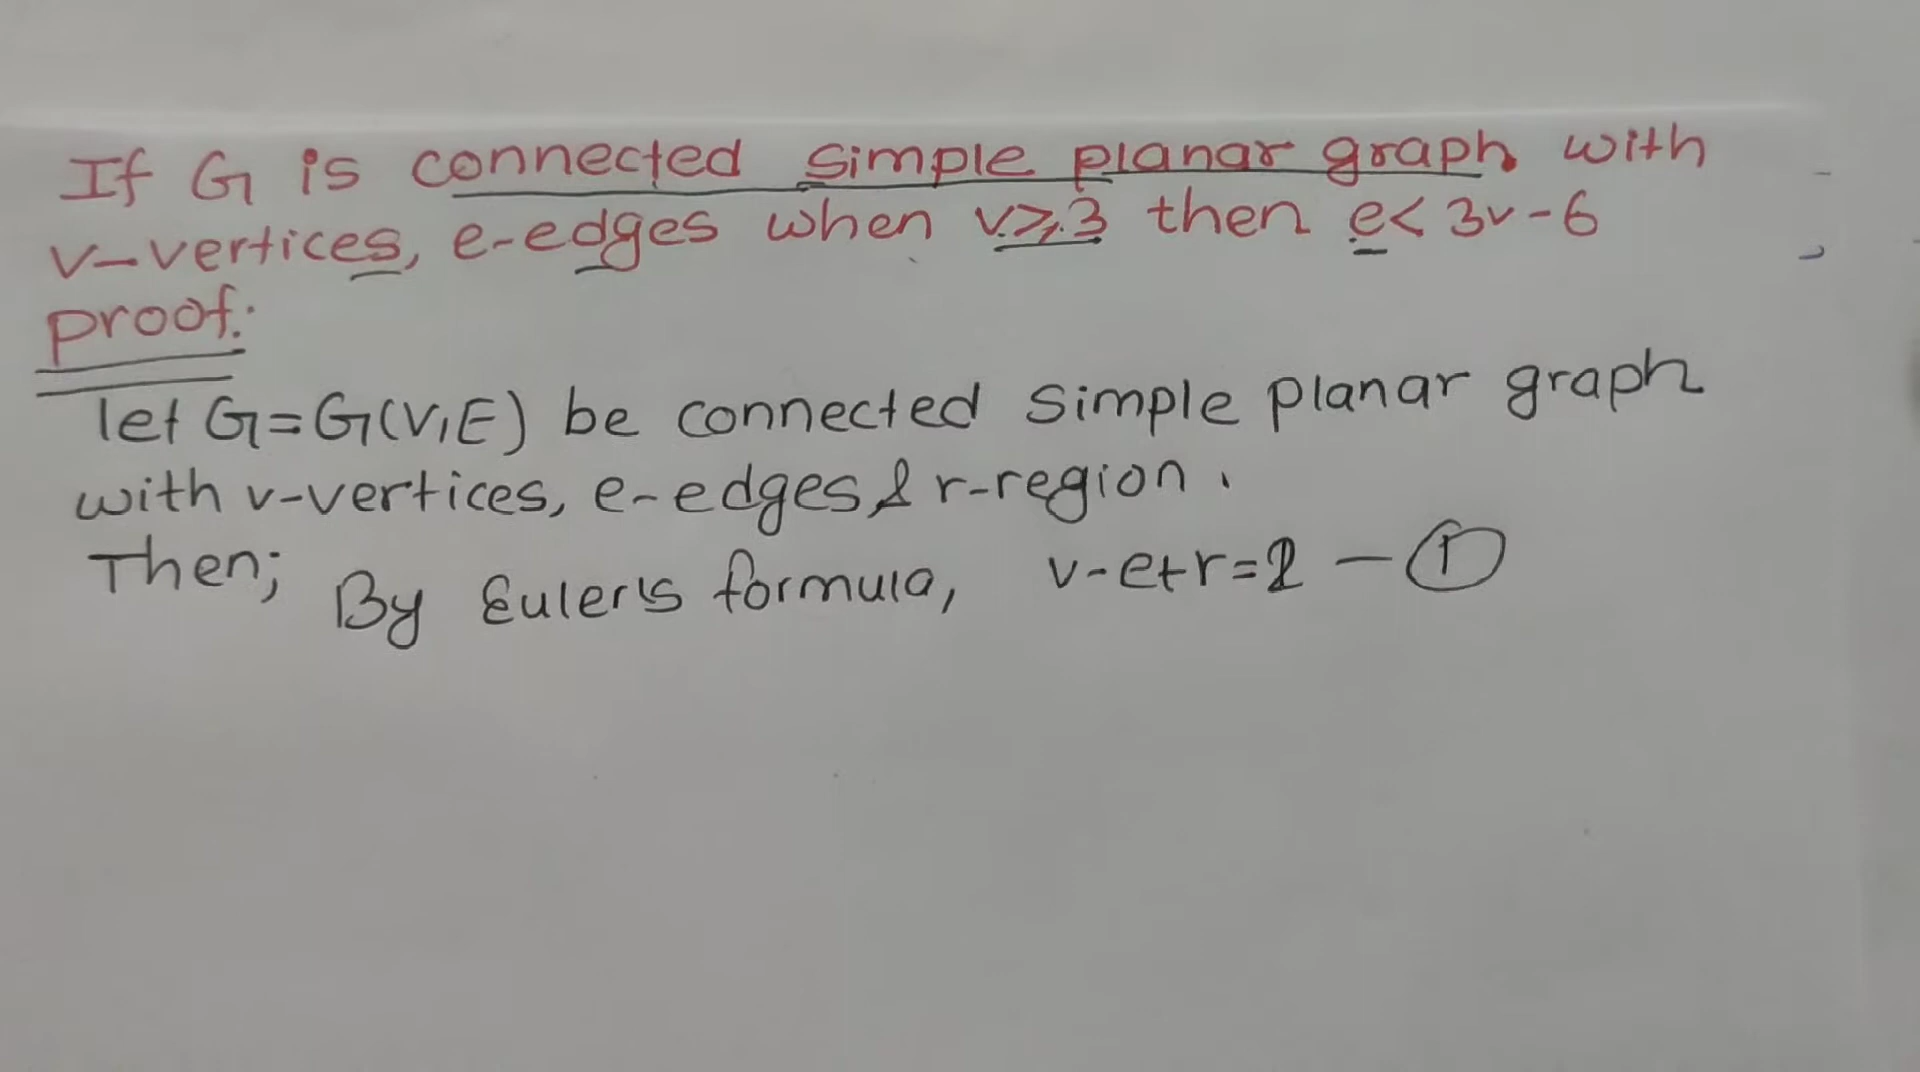 If G is connected simple planar graph with
v-vertices, e-edges when v≥3 then e< 3v-6
proof:
let G=G(V,E) be connected simple planar graph
with v-vertices, e-edges, & r-region.
Then; By Euler's formula, v-e+r=2 — ①